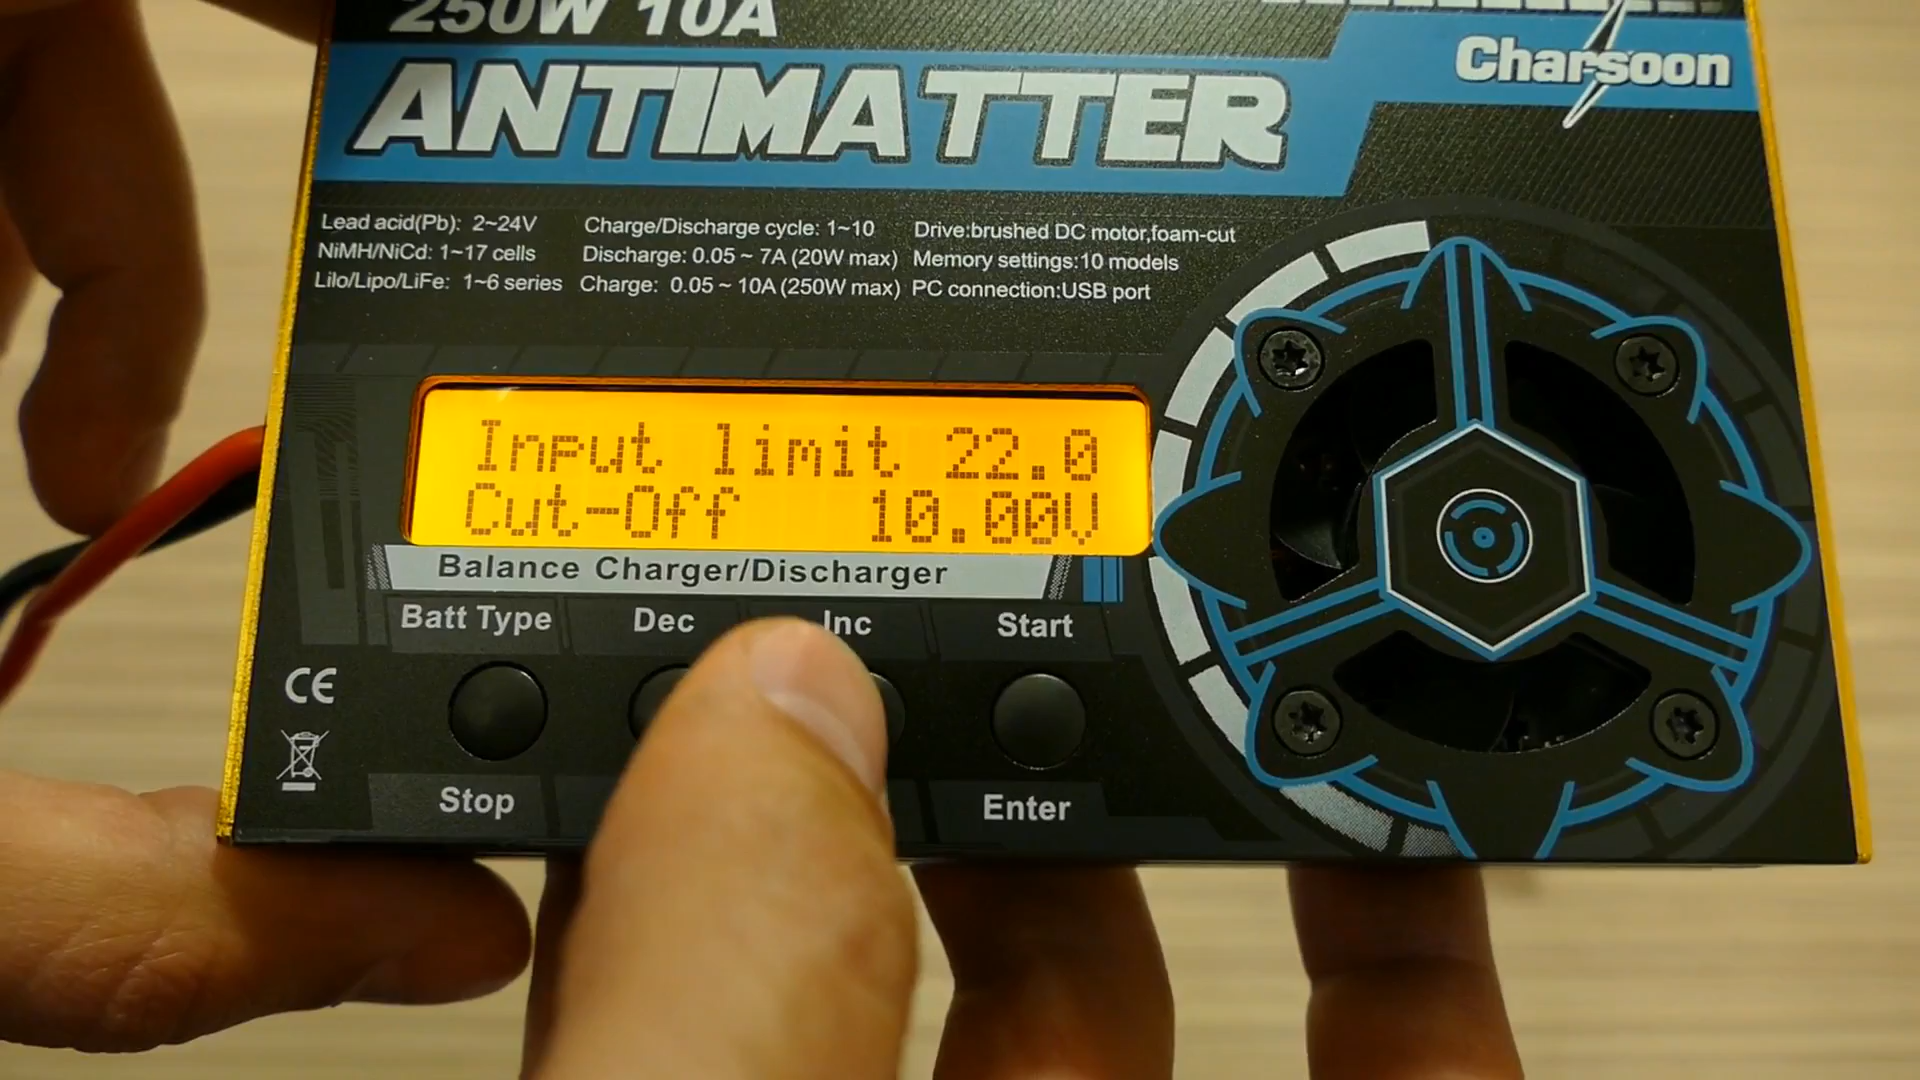 250W 10A
Charsoon
ANTIMATTER
Lead acid(Pb): 2~24V
NiMH/NiCd: 1~17 cells
Lilo/Lipo/LiFe: 1~6 series
Charge/Discharge cycle: 1~10
Discharge: 0.05 ~ 7A (20W max)
Charge: 0.05 ~ 10A (250W max)
Drive:brushed DC motor,foam-cut
Memory settings:10 models
PC connection:USB port
Input limit 22.0
Cut-Off 10.00V
Balance Charger/Discharger
Batt Type Dec Inc Start
CE
Stop Enter